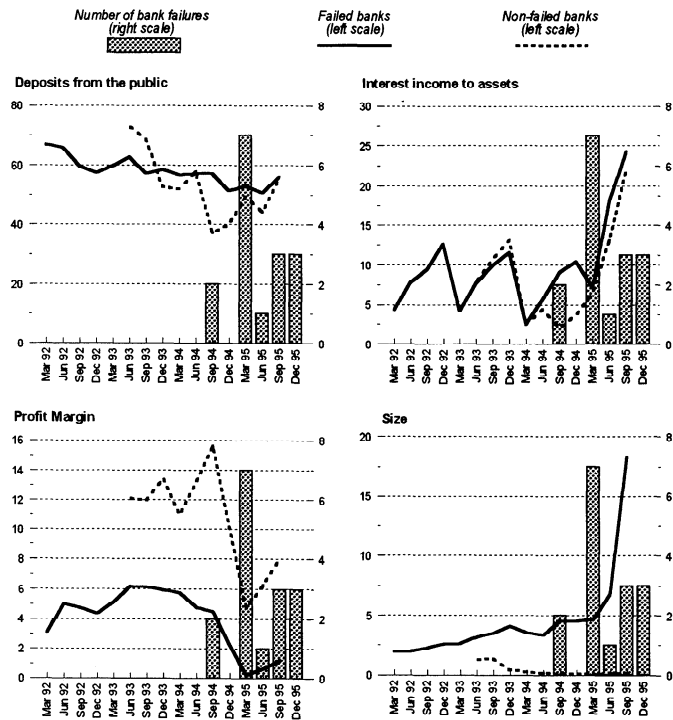 Number of bank failures
(right scale)
Failed banks
(left scale)
Non-failed banks
(left scale)
Deposits from the public
80
60
40
20
0
8
6
4
2
0
Mar 92
Jun 92
Sep 92
Dec 92
Mar 93
Jun 93
Sep 93
Dec 93
Mar 94
Jun 94
Sep 94
Dec 94
Mar 95
Jun 95
Sep 95
Dec 95
Interest income to assets
30
25
20
15
10
5
0
8
6
4
2
0
Mar 92
Jun 92
Sep 92
Dec 92
Mar 93
Jun 93
Sep 93
Dec 93
Mar 94
Jun 94
Sep 94
Dec 94
Mar 95
Jun 95
Sep 95
Dec 95
Profit Margin
16
14
12
10
8
6
4
2
0
8
6
4
2
0
Mar 92
Jun 92
Sep 92
Dec 92
Mar 93
Jun 93
Sep 93
Dec 93
Mar 94
Jun 94
Sep 94
Dec 94
Mar 95
Jun 95
Sep 95
Dec 95
Size
20
15
10
5
0
8
6
4
2
0
Mar 92
Jun 92
Sep 92
Dec 92
Mar 93
Jun 93
Sep 93
Dec 93
Mar 94
Jun 94
Sep 94
Dec 94
Mar 95
Jun 95
Sep 95
Dec 95